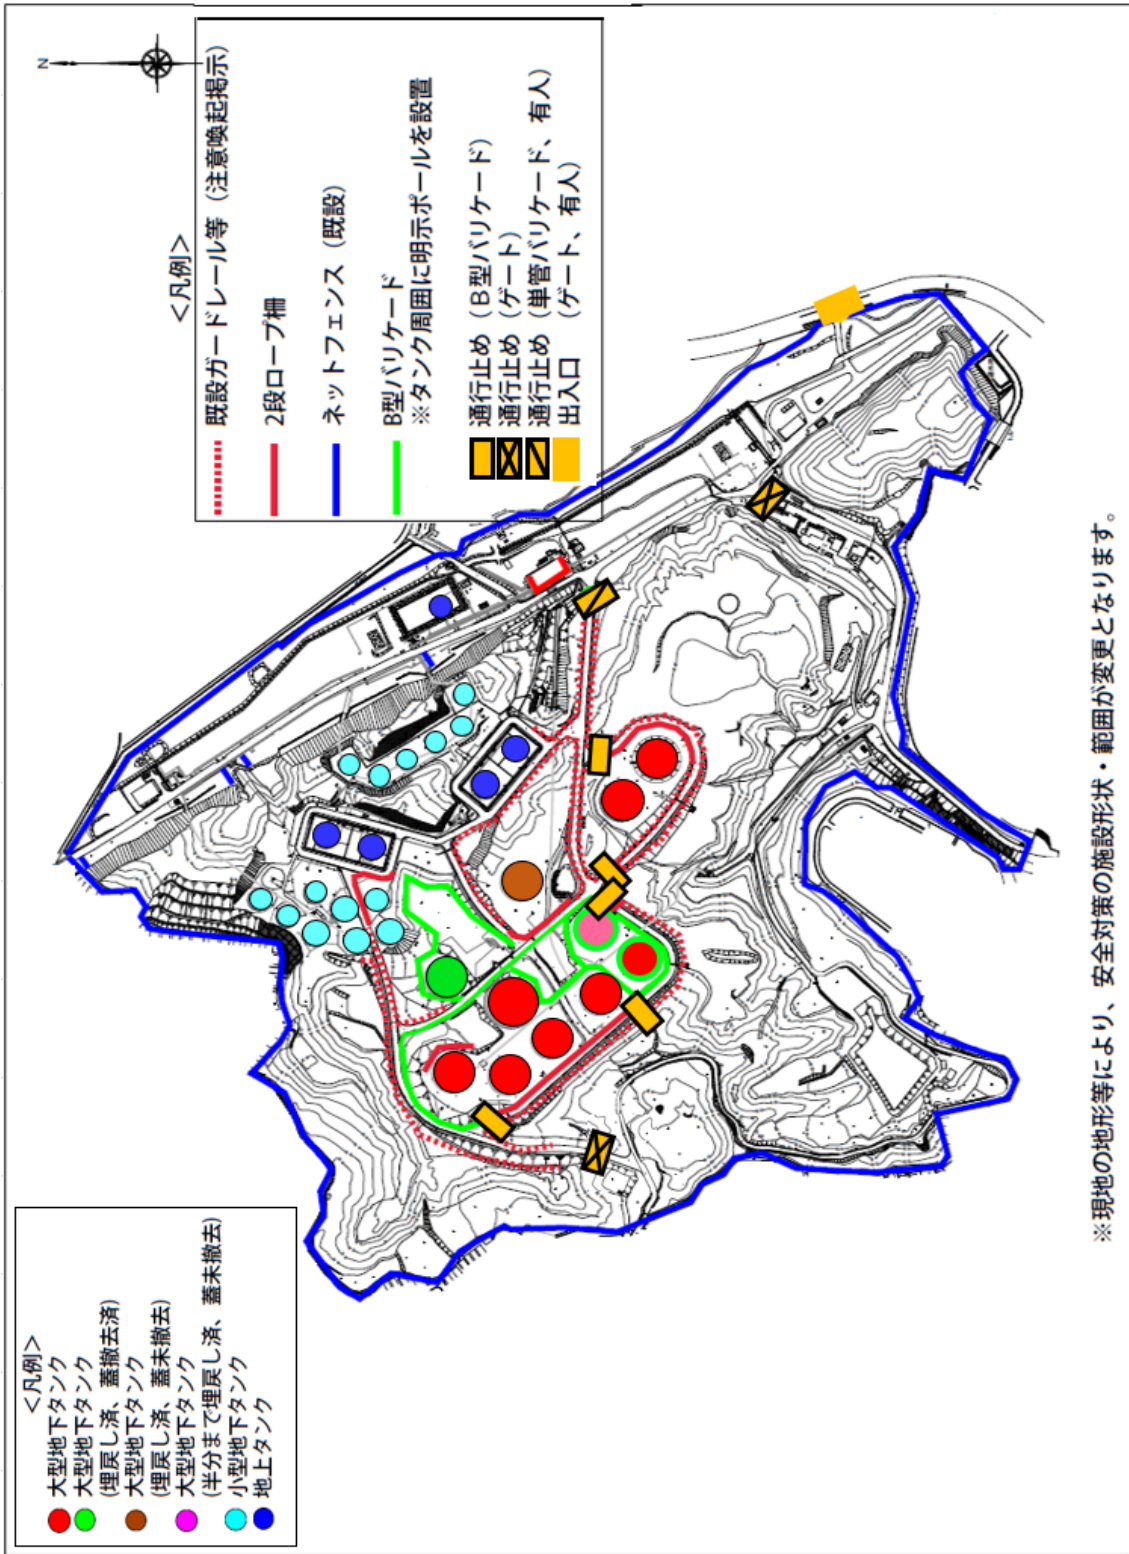 N
＜凡例＞
既設ガードレール等（注意喚起掲示）
2段ロープ柵
ネットフェンス（既設）
B型バリケード
※タンク周囲に明示ポールを設置
通行止め（Ｂ型バリケード）
通行止め（ゲート）
通行止め（単管バリケード、有人）
出入口　（ゲート、有人）
＜凡例＞
大型地下タンク
大型地下タンク
(埋戻し済、蓋撤去済)
大型地下タンク
(埋戻し済、蓋未撤去)
大型地下タンク
(半分まで埋戻し済、蓋未撤去)
小型地下タンク
地上タンク
※現地の地形等により、安全対策の施設形状・範囲が変更となります。